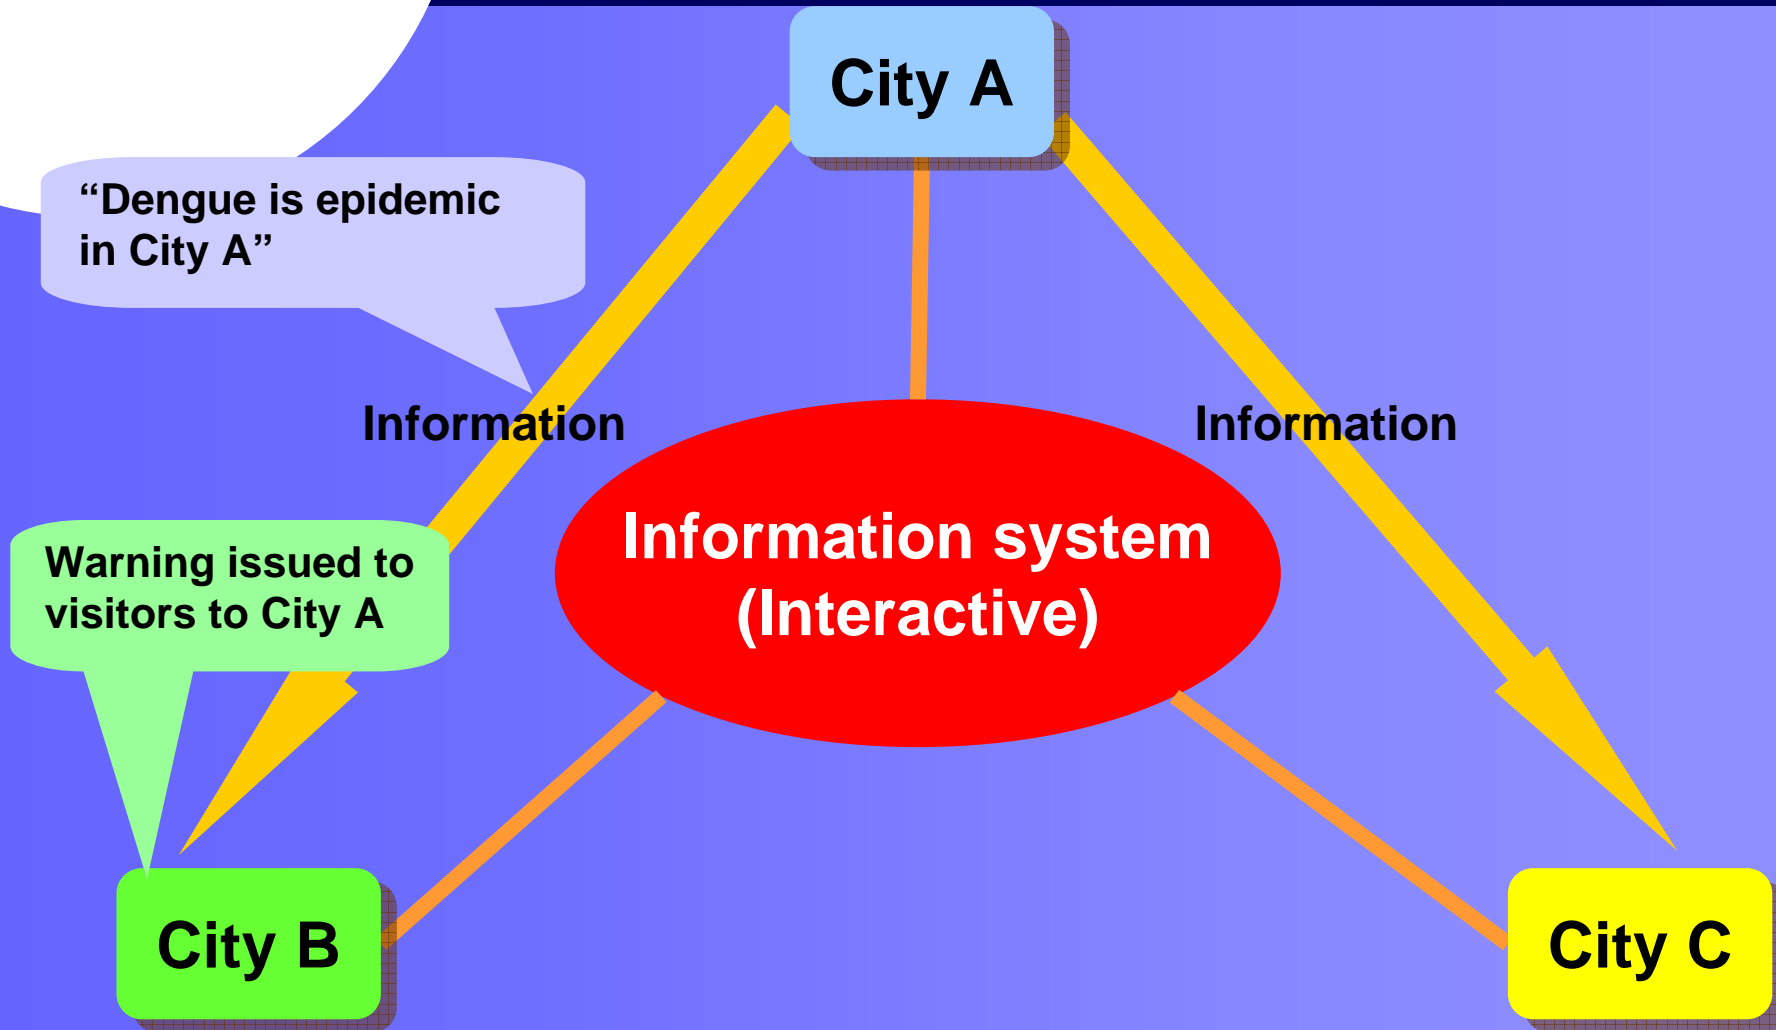 City A
“Dengue is epidemic
in City A”
Information
Information
Information system
(Interactive)
Warning issued to
visitors to City A
City B
City C